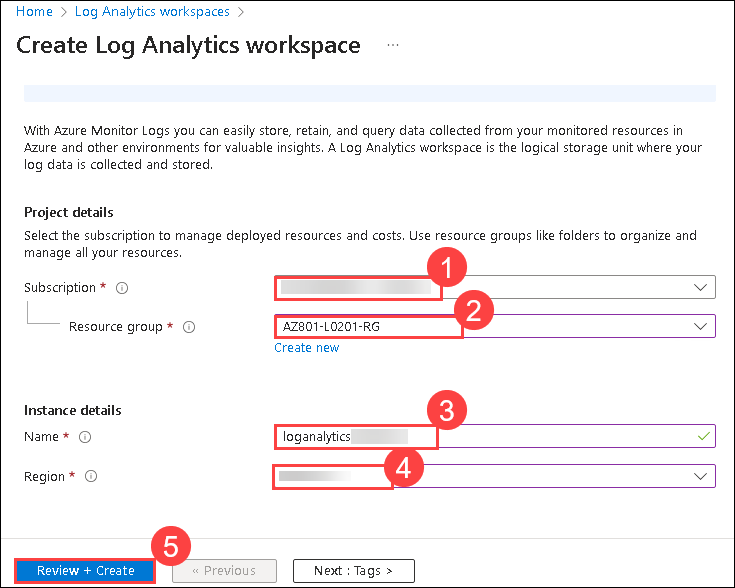 Home > Log Analytics workspaces >
Create Log Analytics workspace ...
With Azure Monitor Logs you can easily store, retain, and query data collected from your monitored resources in
Azure and other environments for valuable insights. A Log Analytics workspace is the logical storage unit where your
log data is collected and stored.
Project details
Select the subscription to manage deployed resources and costs. Use resource groups like folders to organize and
manage all your resources.
1
Subscription *
2
Resource group * AZ801-L0201-RG
Create new
Instance details
3
Name * loganalytics
4
Region *
5
Review + Create « Previous Next : Tags >